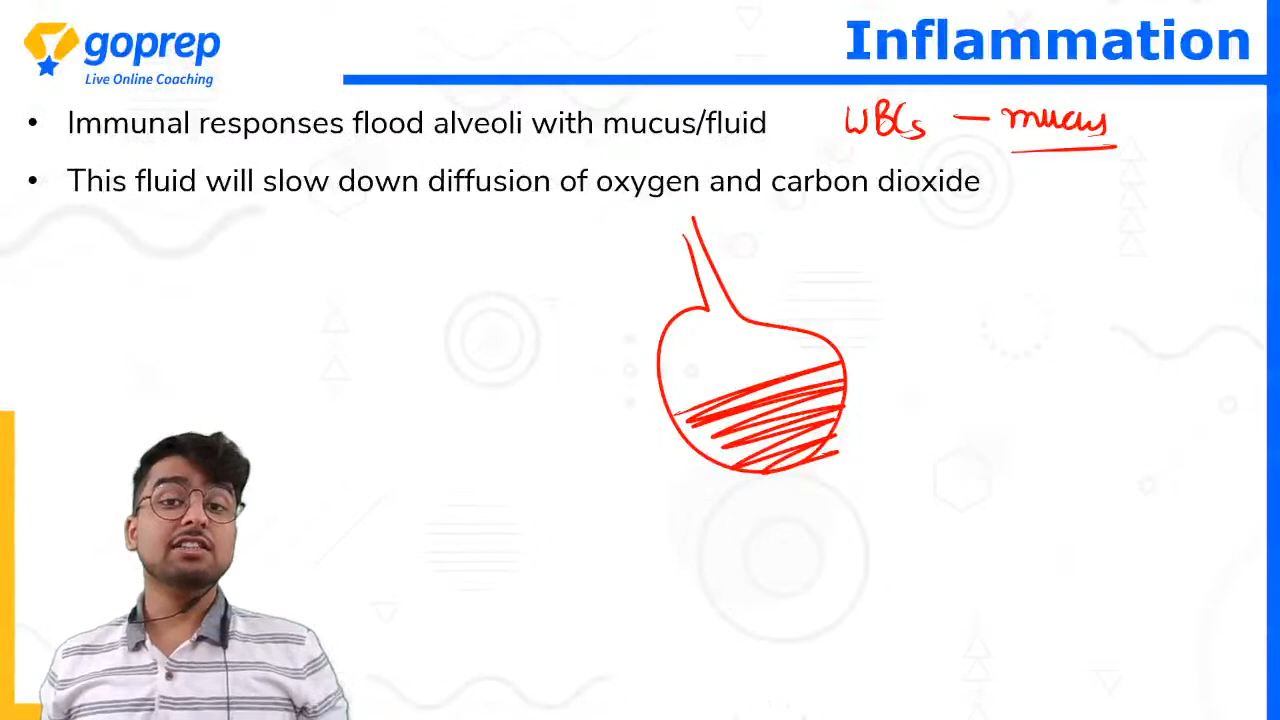 goprep
Live Online Coaching
Inflammation
• Immunal responses flood alveoli with mucus/fluid
WBCs — mucus
• This fluid will slow down diffusion of oxygen and carbon dioxide